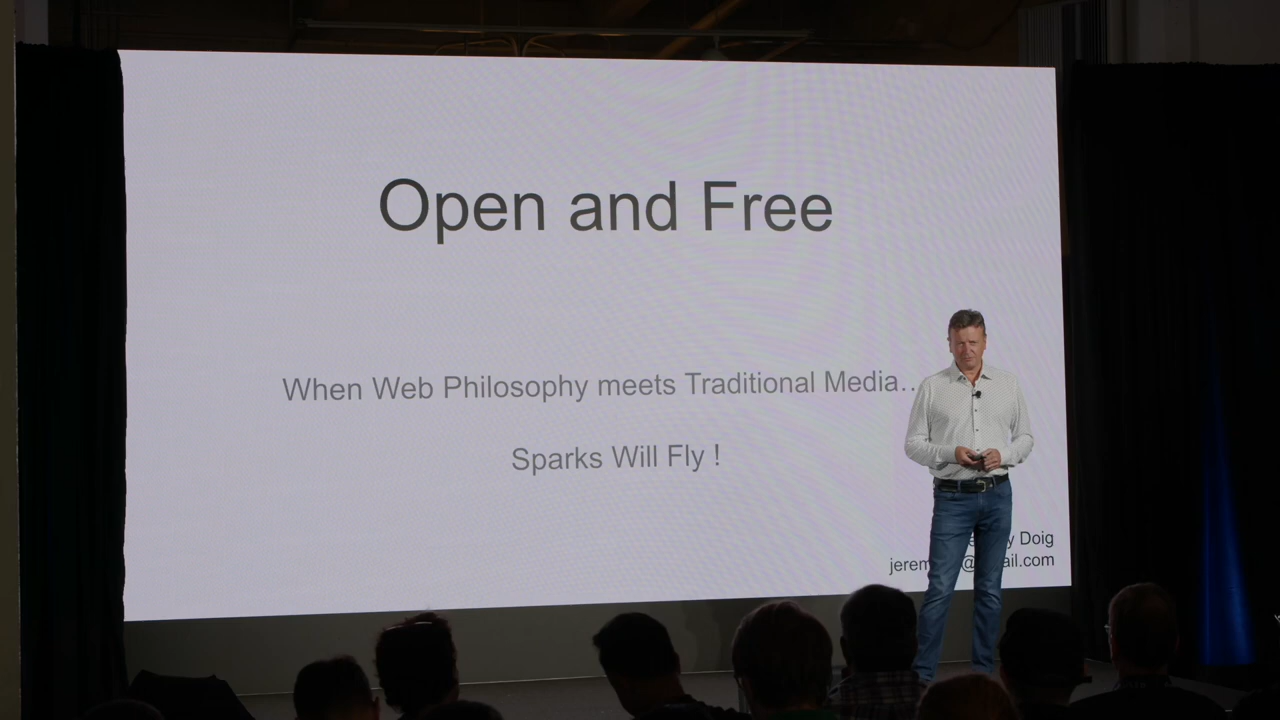 Open and Free
When Web Philosophy meets Traditional Media..
Sparks Will Fly !
Doig